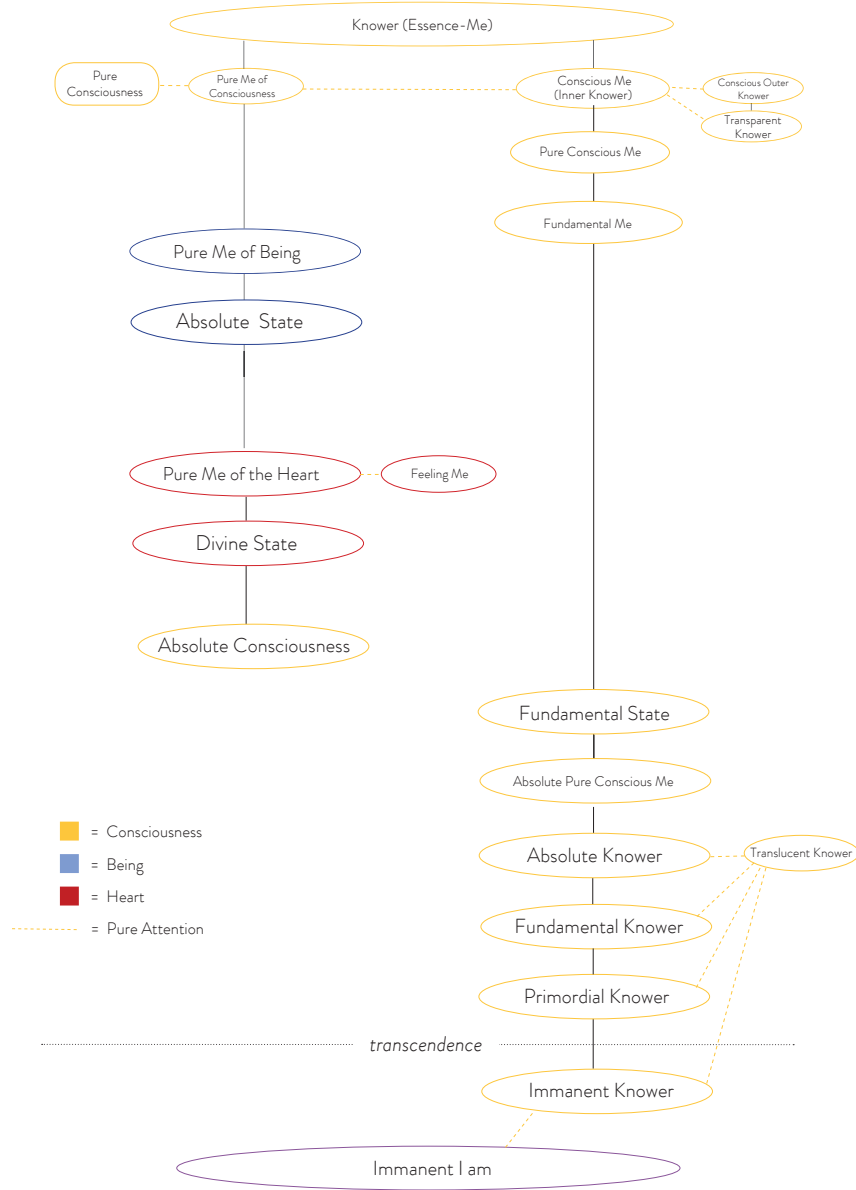 Knower (Essence-Me)
Pure
Consciousness
Pure Me of
Consciousness
Conscious Me
(Inner Knower)
Conscious Outer
Knower
Transparent
Knower
Pure Conscious Me
Fundamental Me
Pure Me of Being
Absolute State
Pure Me of the Heart
Feeling Me
Divine State
Absolute Consciousness
Fundamental State
Absolute Pure Conscious Me
= Consciousness
= Being
= Heart
= Pure Attention
Absolute Knower
Translucent Knower
Fundamental Knower
Primordial Knower
transcendence
Immanent Knower
Immanent I am